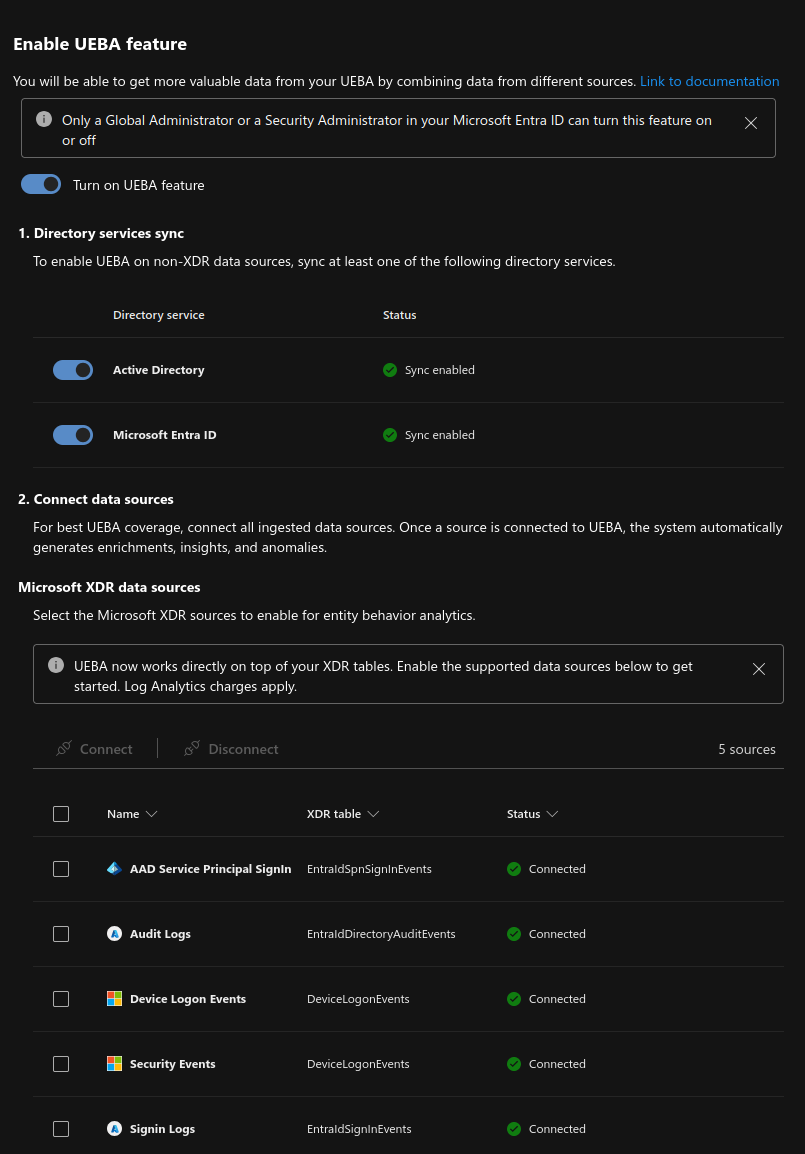 Enable UEBA feature
You will be able to get more valuable data from your UEBA by combining data from different sources. Link to documentation
Only a Global Administrator or a Security Administrator in your Microsoft Entra ID can turn this feature on
or off
Turn on UEBA feature
1. Directory services sync
To enable UEBA on non-XDR data sources, sync at least one of the following directory services.
Directory service Status
Active Directory Sync enabled
Microsoft Entra ID Sync enabled
2. Connect data sources
For best UEBA coverage, connect all ingested data sources. Once a source is connected to UEBA, the system automatically
generates enrichments, insights, and anomalies.
Microsoft XDR data sources
Select the Microsoft XDR sources to enable for entity behavior analytics.
UEBA now works directly on top of your XDR tables. Enable the supported data sources below to get
started. Log Analytics charges apply.
Connect Disconnect 5 sources
Name XDR table Status
AAD Service Principal SignIn EntraIdSpnSignInEvents Connected
Audit Logs EntraIdDirectoryAuditEvents Connected
Device Logon Events DeviceLogonEvents Connected
Security Events DeviceLogonEvents Connected
Signin Logs EntraIdSignInEvents Connected